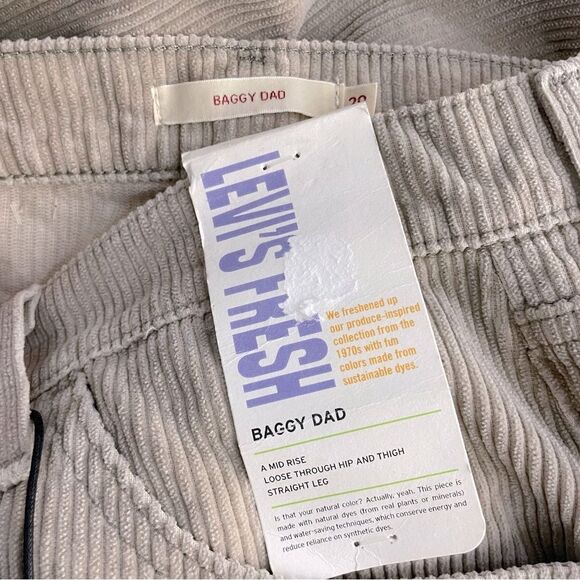 BAGGY DAD
LEVI'S FRESH
We freshened up
our produce-inspired
collection from the
1970s with fun
colors made from
sustainable dyes.
BAGGY DAD
A MID RISE
LOOSE THROUGH HIP AND THIGH
STRAIGHT LEG
Is that your natural color? Actually, yeah. This piece is
made with natural dyes (from real plants or minerals)
and water-saving techniques, which conserve energy and
reduce reliance on synthetic dyes.